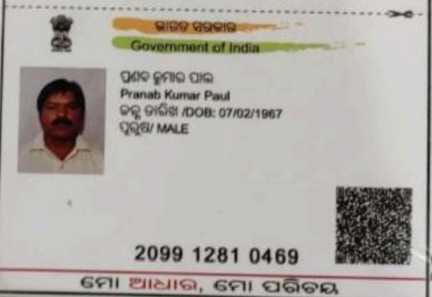 ଭାରତ ସରକାର
Government of India
ପ୍ରଣବ କୁମାର ପାଲ
Pranab Kumar Paul
ଜନ୍ମ ତାରିଖ /DOB: 07/02/1967
ପୁରୁଷ/ MALE
2099 1281 0469
ମୋ ଆଧାର, ମୋ ପରିଚୟ